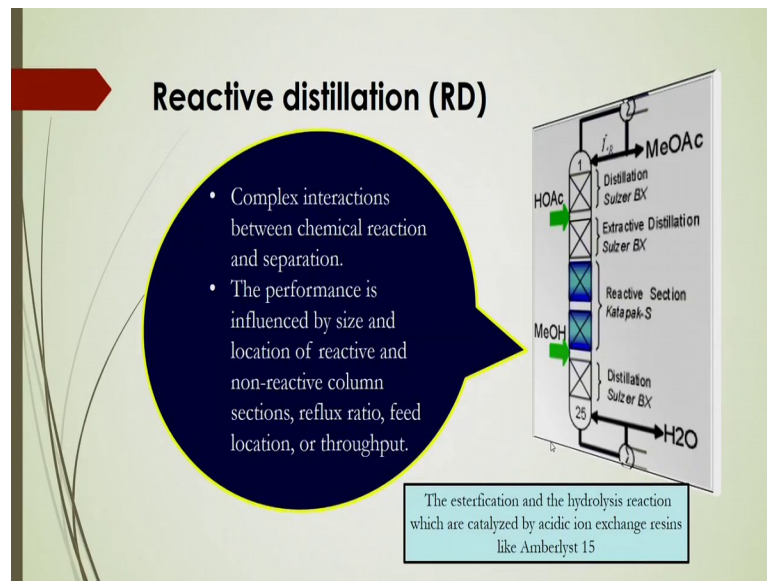 Reactive distillation (RD)
• Complex interactions
between chemical reaction
and separation.
• The performance is
influenced by size and
location of reactive and
non-reactive column
sections, reflux ratio, feed
location, or throughput.
2
MeOAc
1
Distillation
Sulzer BX
HOAc
Extractive Distillation
Sulzer BX
Reactive Section
Katapak-S
MeOH
Distillation
Sulzer BX
25
H2O
The esterfication and the hydrolysis reaction
which are catalyzed by acidic ion exchange resins
like Amberlyst 15